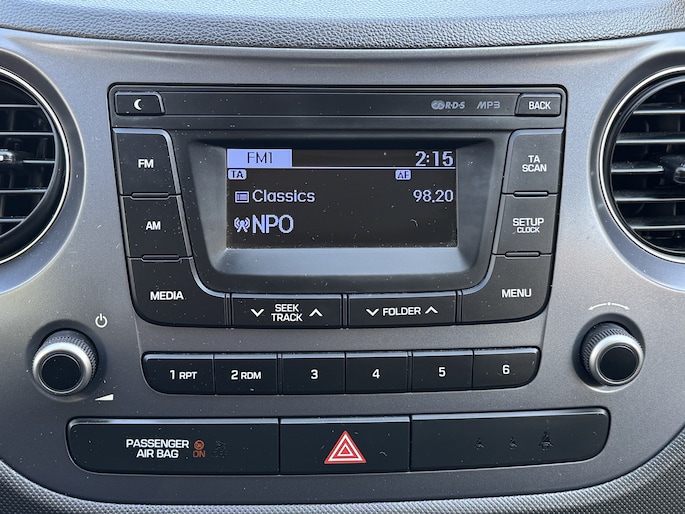 R·D·S MP3 BACK
FM1 2:15
TA AF
Classics 98.20
NPO
FM
AM
MEDIA
TA
SCAN
SETUP
CLOCK
MENU
SEEK
TRACK
FOLDER
1 RPT 2 RDM 3 4 5 6
PASSENGER
AIR BAG ON